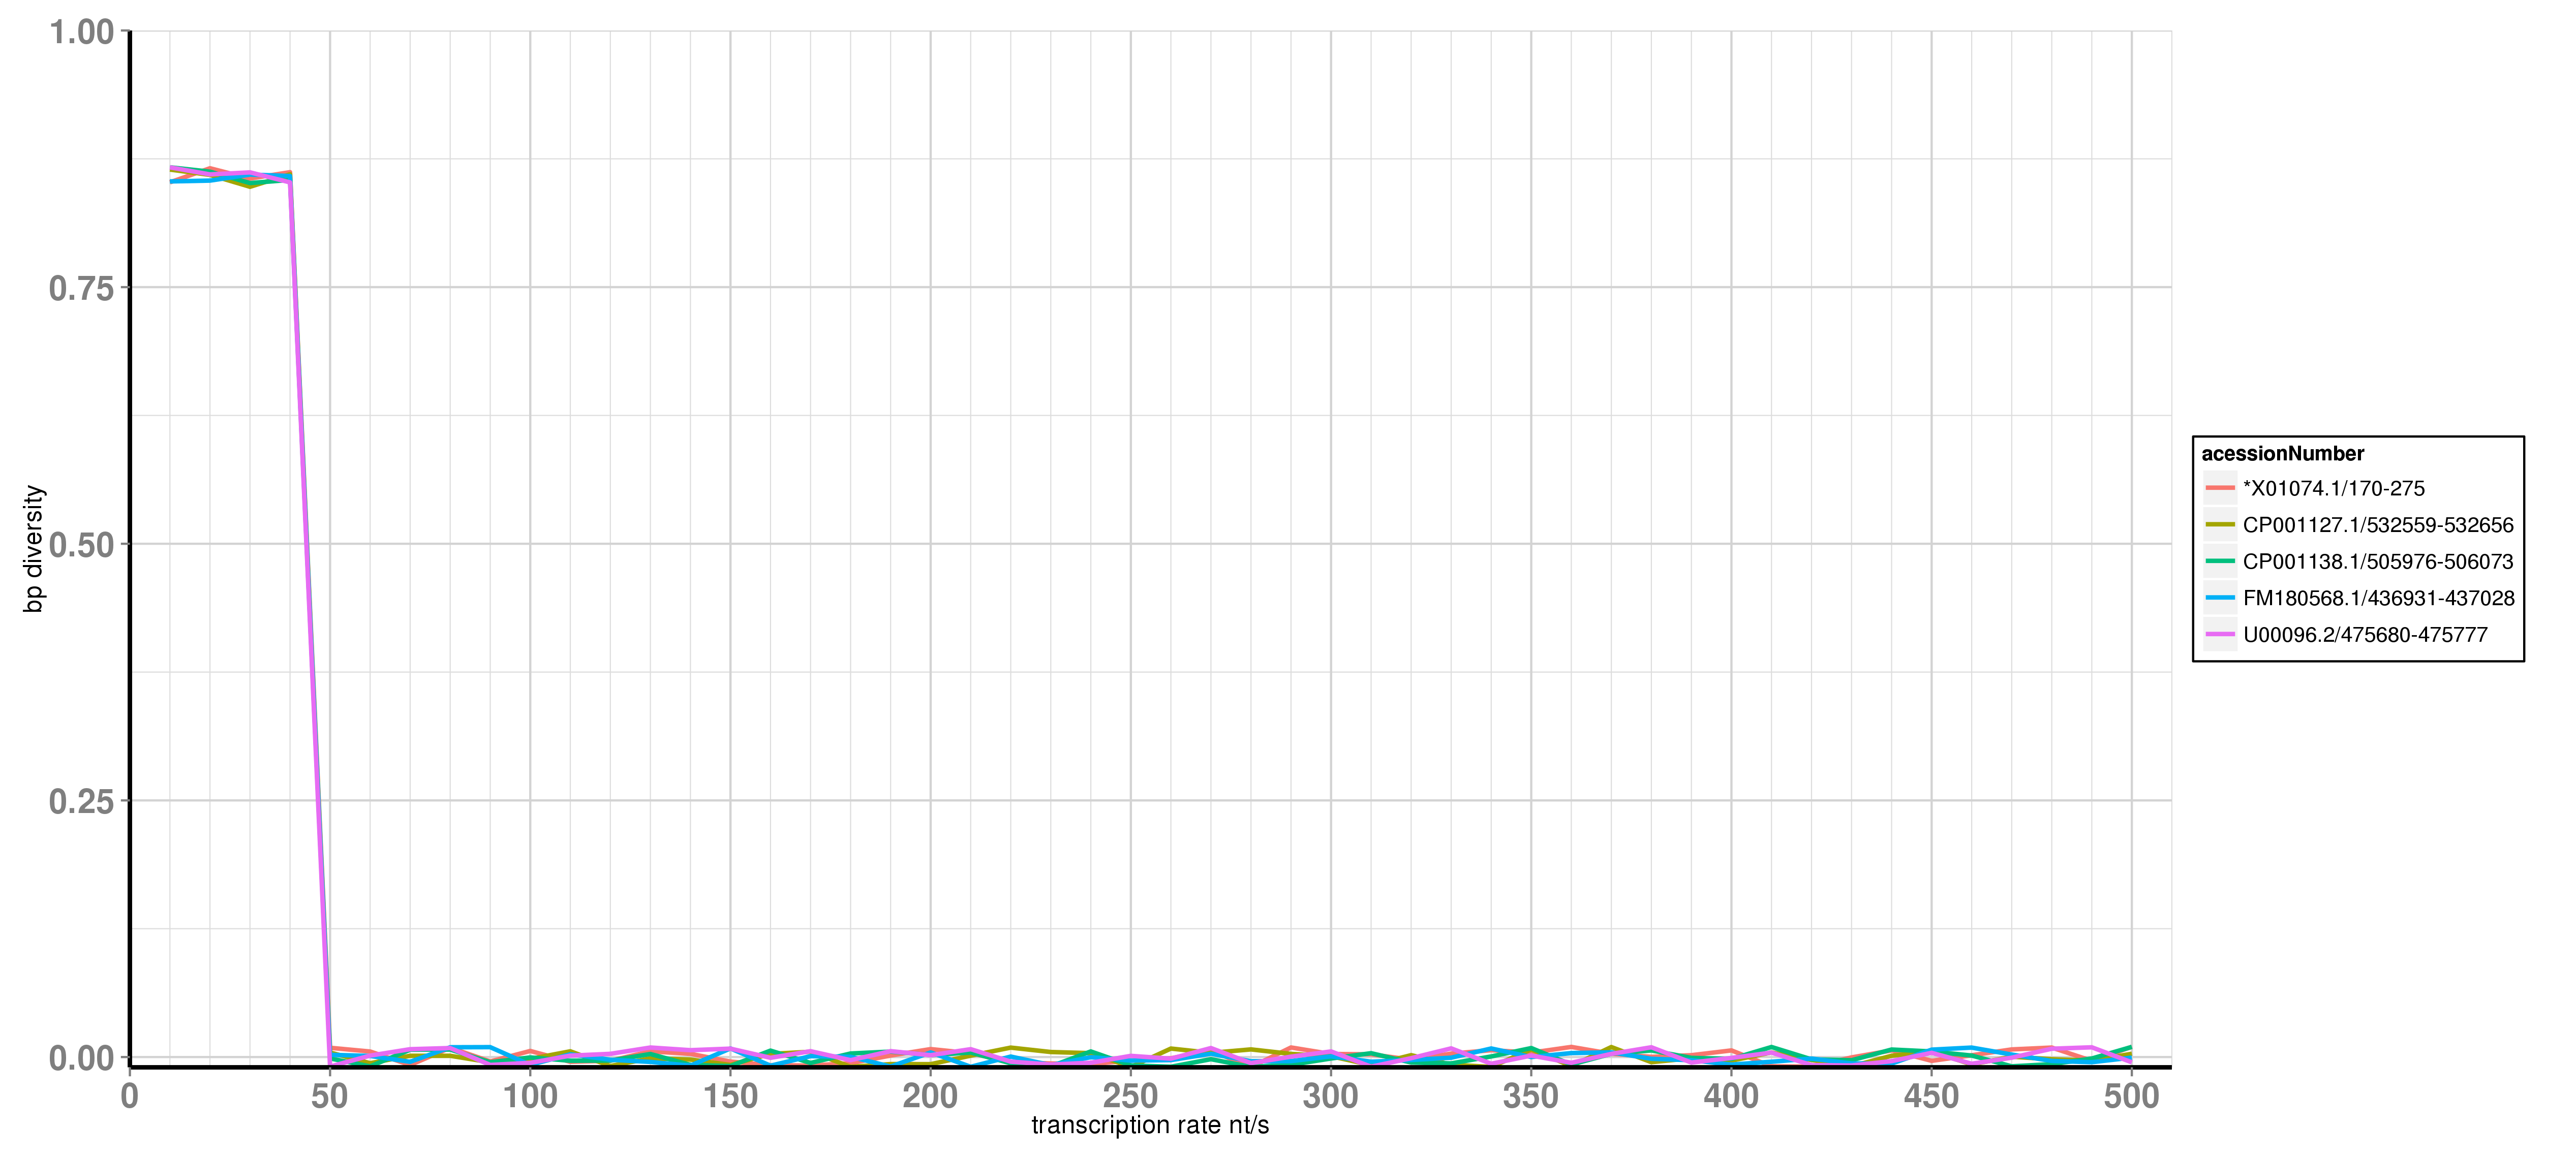 1.00
0.75
0.50
0.25
0.00
bp diversity
0 50 100 150 200 250 300 350 400 450 500
transcription rate nt/s
acessionNumber
*X01074.1/170-275
CP001127.1/532559-532656
CP001138.1/505976-506073
FM180568.1/436931-437028
U00096.2/475680-475777